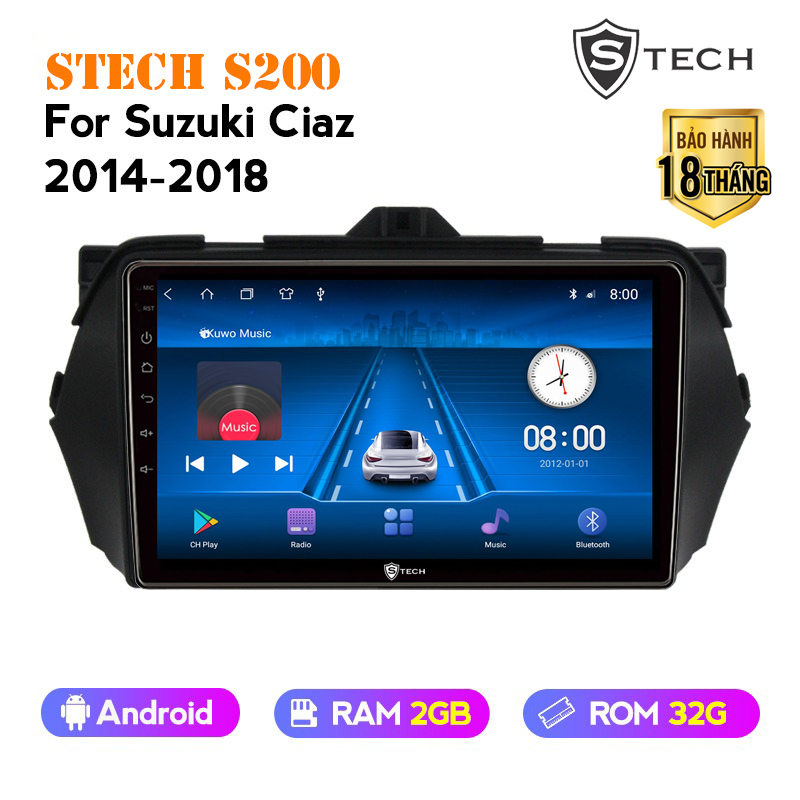 STECH S200
For Suzuki Ciaz
2014-2018
S TECH
BẢO HÀNH
18 THÁNG
MIC
RST
8:00
Kuwo Music
Music
08:00
2012-01-01
CH Play
Radio
Music
Bluetooth
S TECH
Android
RAM 2GB
ROM 32G